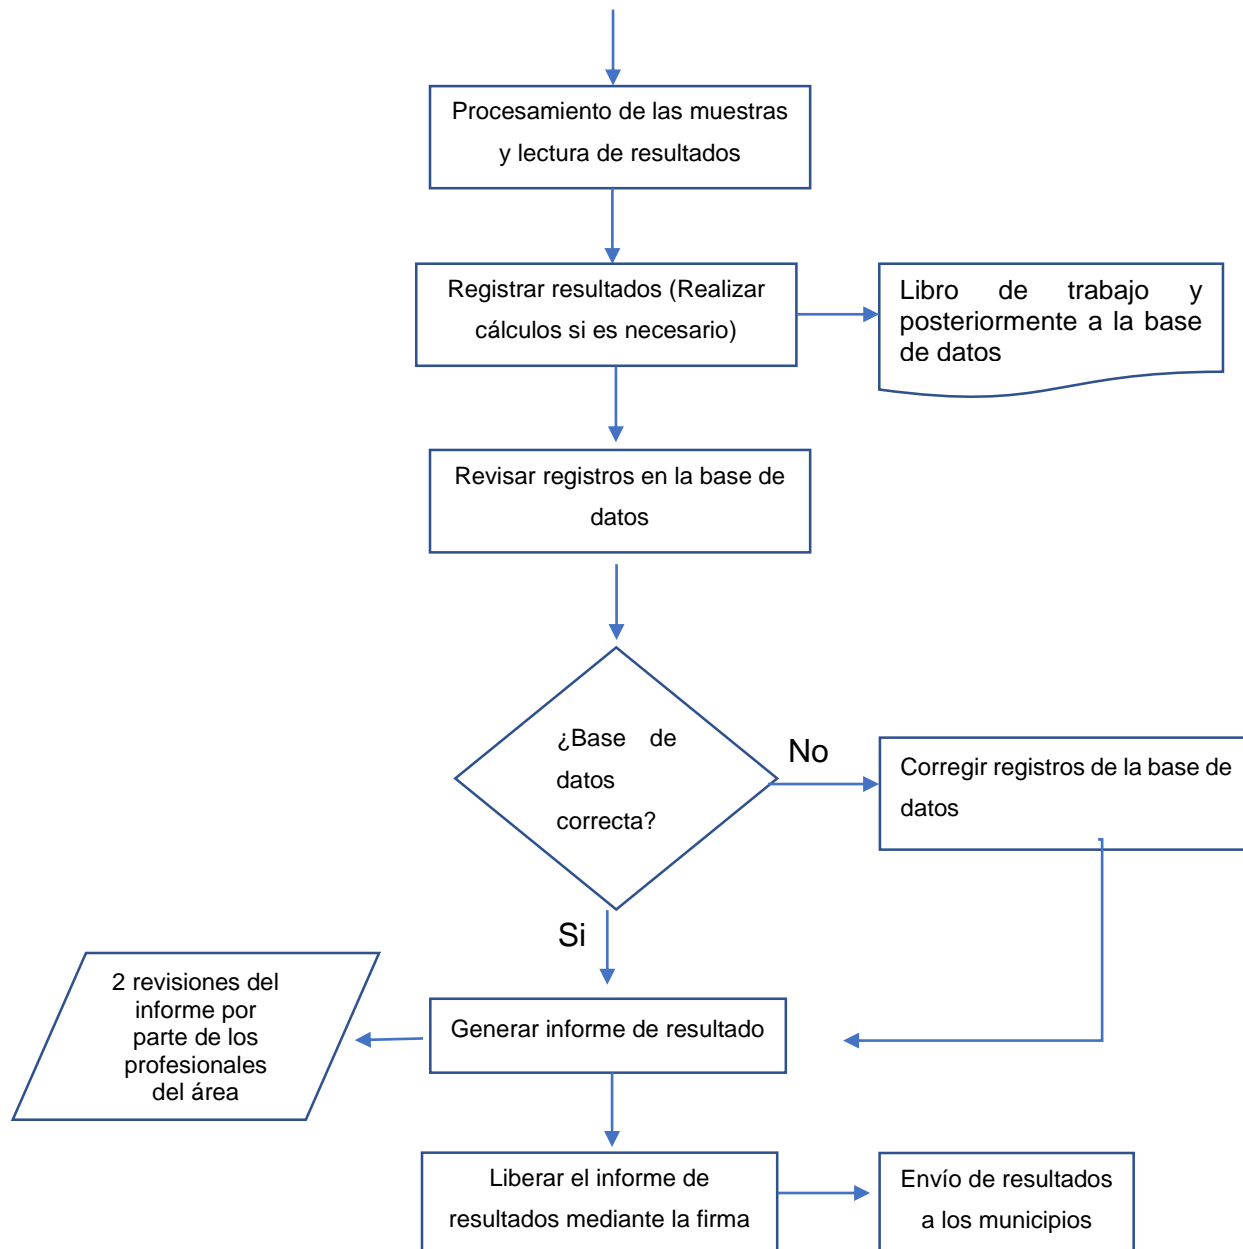 Procesamiento de las muestras
y lectura de resultados
Registrar resultados (Realizar
cálculos si es necesario)
Libro de trabajo y
posteriormente a la base
de datos
Revisar registros en la base de
datos
¿Base de
datos
correcta?
No
Corregir registros de la base de
datos
Si
2 revisiones del
informe por
parte de los
profesionales
del área
Generar informe de resultado
Liberar el informe de
resultados mediante la firma
Envío de resultados
a los municipios